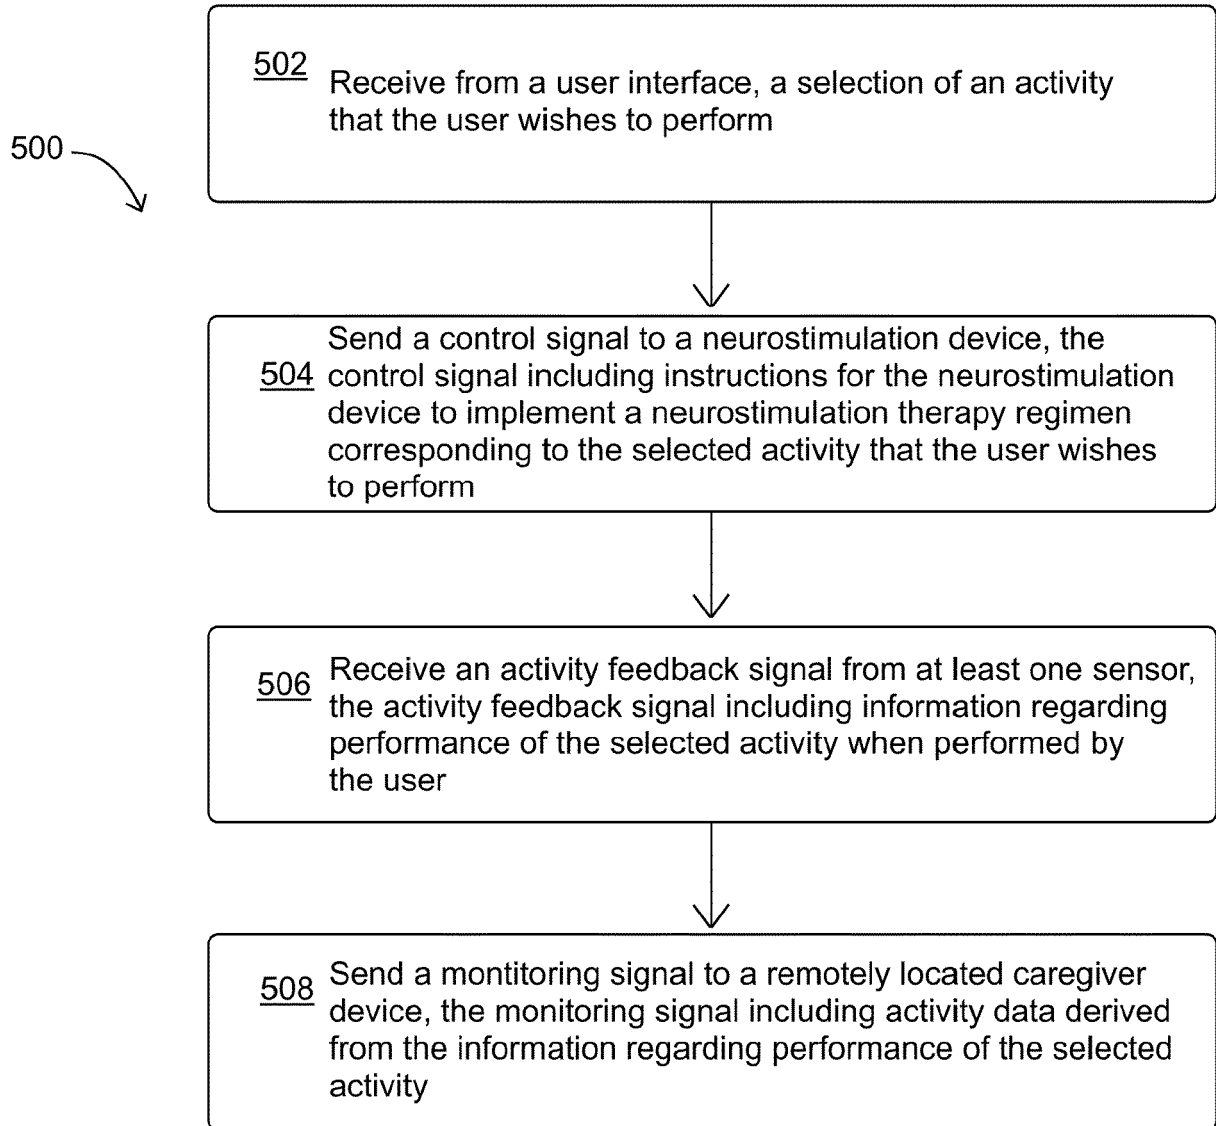 502
Receive from a user interface, a selection of an activity
that the user wishes to perform
500
Send a control signal to a neurostimulation device, the
504 control signal including instructions for the neurostimulation
device to implement a neurostimulation therapy regimen
corresponding to the selected activity that the user wishes
to perform
506 Receive an activity feedback signal from at least one sensor,
the activity feedback signal including information regarding
performance of the selected activity when performed by
the user
508 Send a montitoring signal to a remotely located caregiver
device, the monitoring signal including activity data derived
from the information regarding performance of the selected
activity